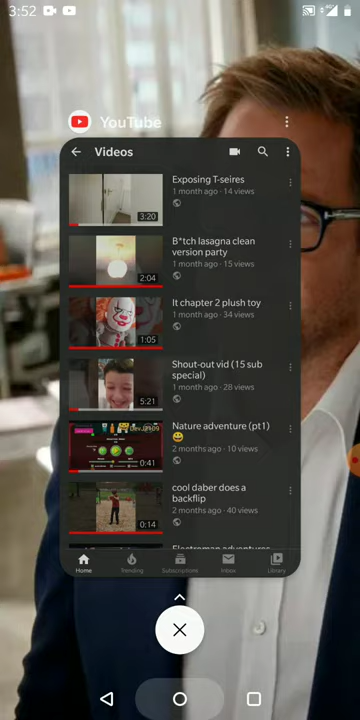 3:52
YouTube
Videos
Exposing T-seires
1 month ago · 14 views
3:20
B*tch lasagna clean
version party
1 month ago · 15 views
2:04
It chapter 2 plush toy
1 month ago · 34 views
1:05
Shout-out vid (15 sub
special)
1 month ago · 28 views
5:21
Nature adventure (pt1)
😀
2 months ago · 10 views
0:41
cool daber does a
backflip
2 months ago · 40 views
0:14
Home
Trending
Subscriptions
Inbox
Library